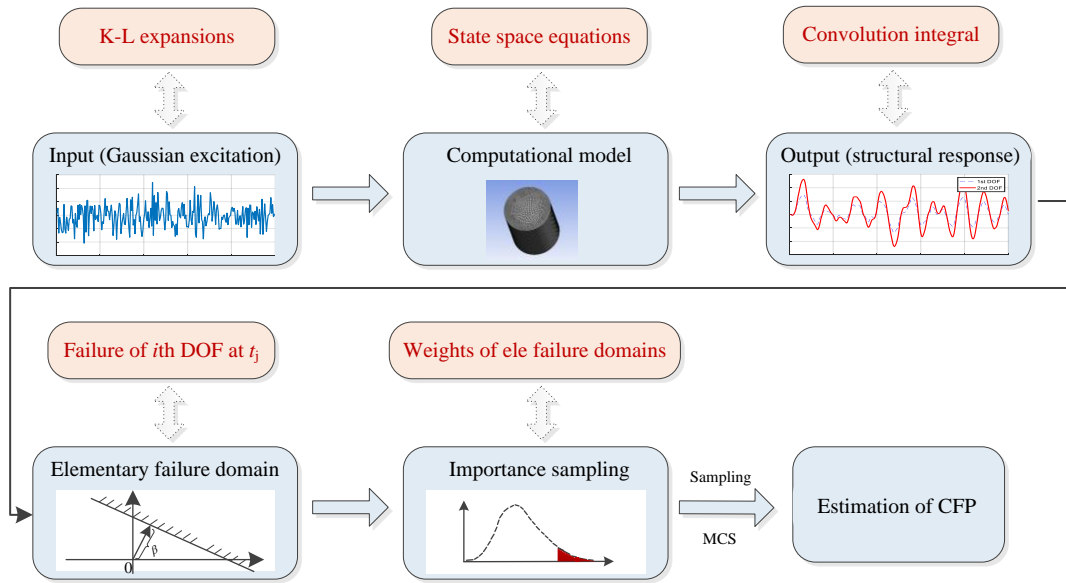 K-L expansions
State space equations
Convolution integral
Input (Gaussian excitation)
Computational model
Output (structural response)
1st DOF
2nd DOF
Failure of ith DOF at tj
Weights of ele failure domains
Elementary failure domain
Importance sampling
Sampling
MCS
Estimation of CFP
0
β